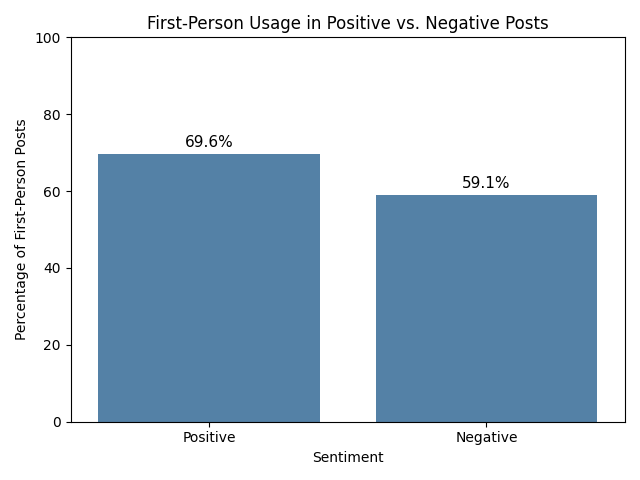 First-Person Usage in Positive vs. Negative Posts
Percentage of First-Person Posts
100
80
60
40
20
0
69.6%
59.1%
Positive
Negative
Sentiment